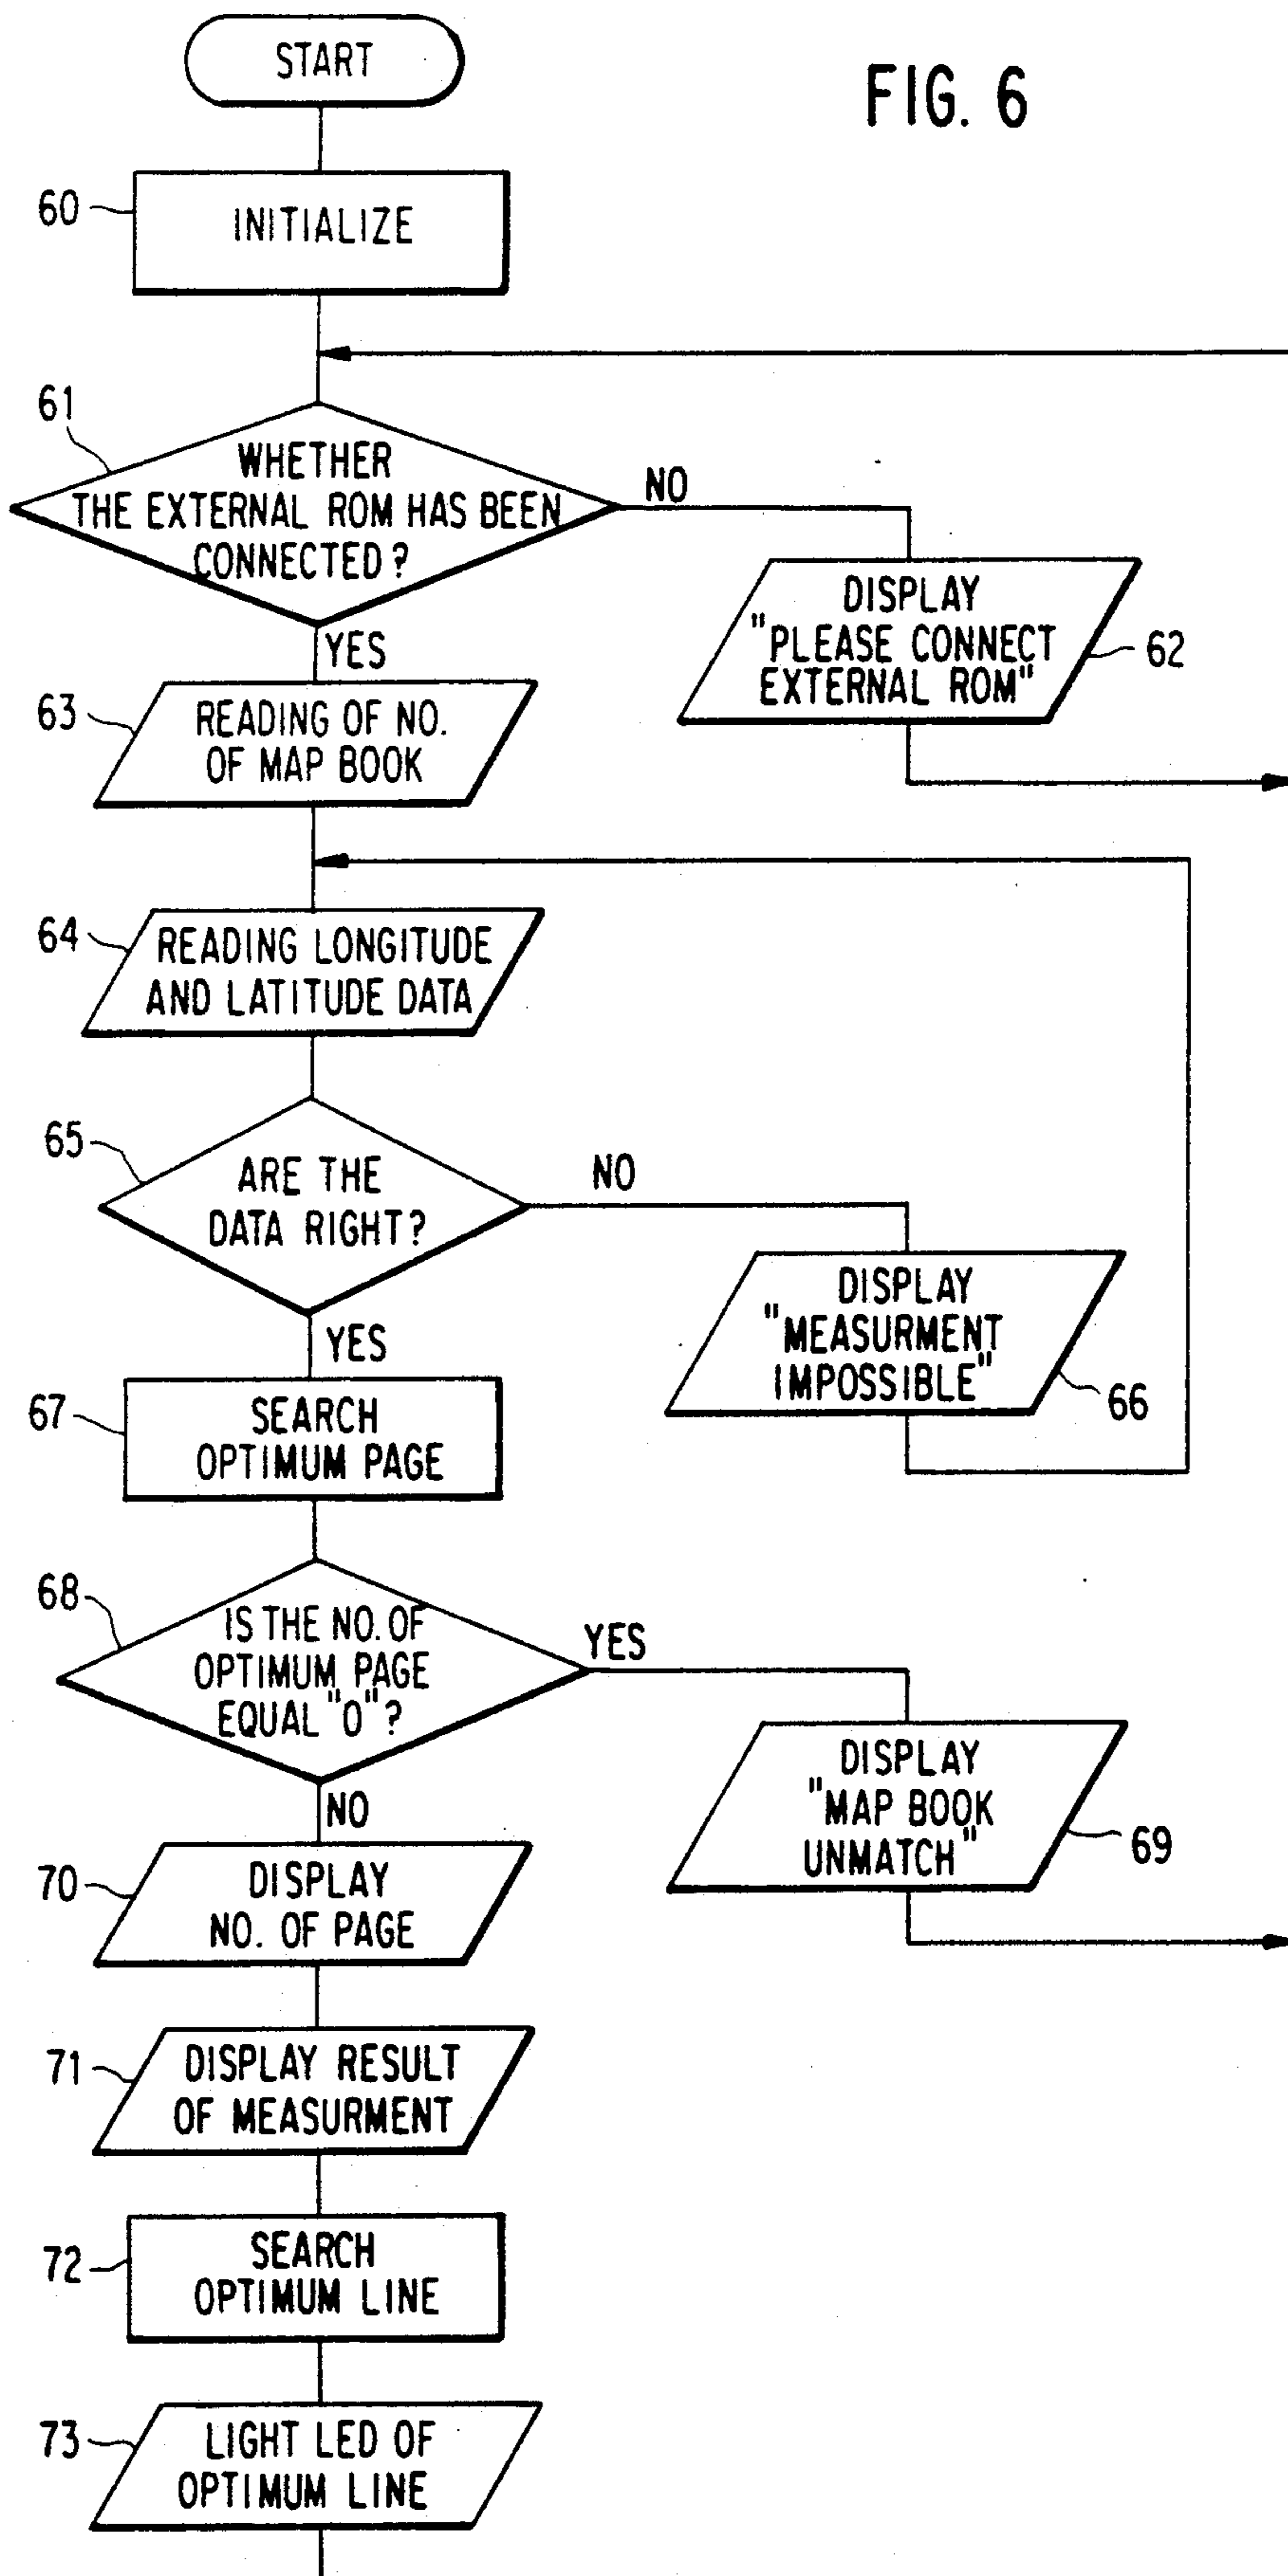 START
FIG. 6
60
INITIALIZE
61
WHETHER
THE EXTERNAL ROM HAS BEEN
CONNECTED?
NO
DISPLAY
"PLEASE CONNECT
EXTERNAL ROM"
62
YES
63
READING OF NO.
OF MAP BOOK
64
READING LONGITUDE
AND LATITUDE DATA
65
ARE THE
DATA RIGHT?
NO
DISPLAY
"MEASURMENT
IMPOSSIBLE"
66
YES
67
SEARCH
OPTIMUM PAGE
68
IS THE NO. OF
OPTIMUM PAGE
EQUAL "0"?
YES
DISPLAY
"MAP BOOK
UNMATCH"
69
NO
70
DISPLAY
NO. OF PAGE
71
DISPLAY RESULT
OF MEASURMENT
72
SEARCH
OPTIMUM LINE
73
LIGHT LED OF
OPTIMUM LINE